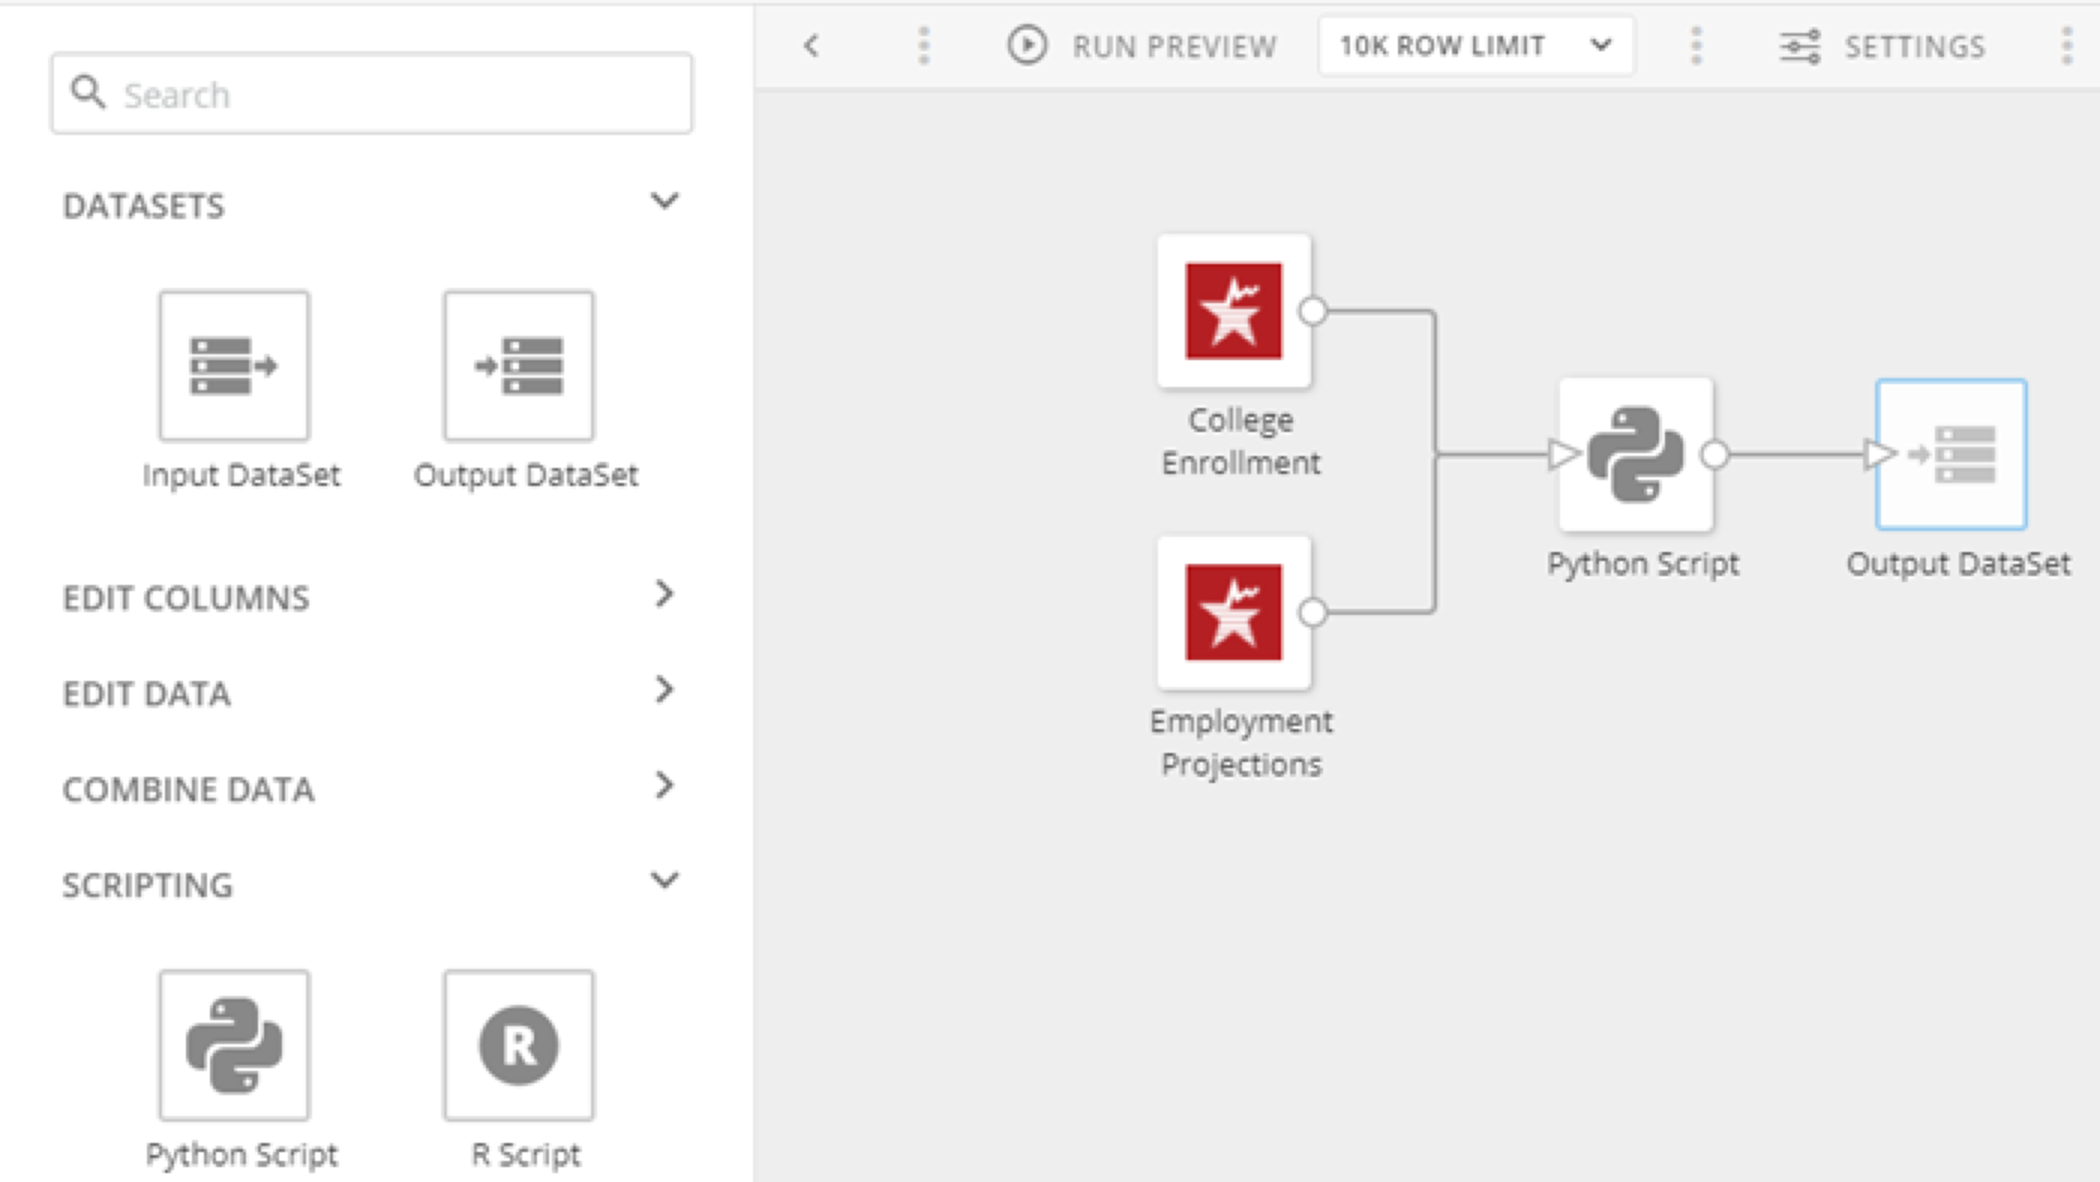 Search
DATASETS
Input DataSet
Output DataSet
EDIT COLUMNS
EDIT DATA
COMBINE DATA
SCRIPTING
Python Script
R Script
RUN PREVIEW
10K ROW LIMIT
SETTINGS
College
Enrollment
Employment
Projections
Python Script
Output DataSet